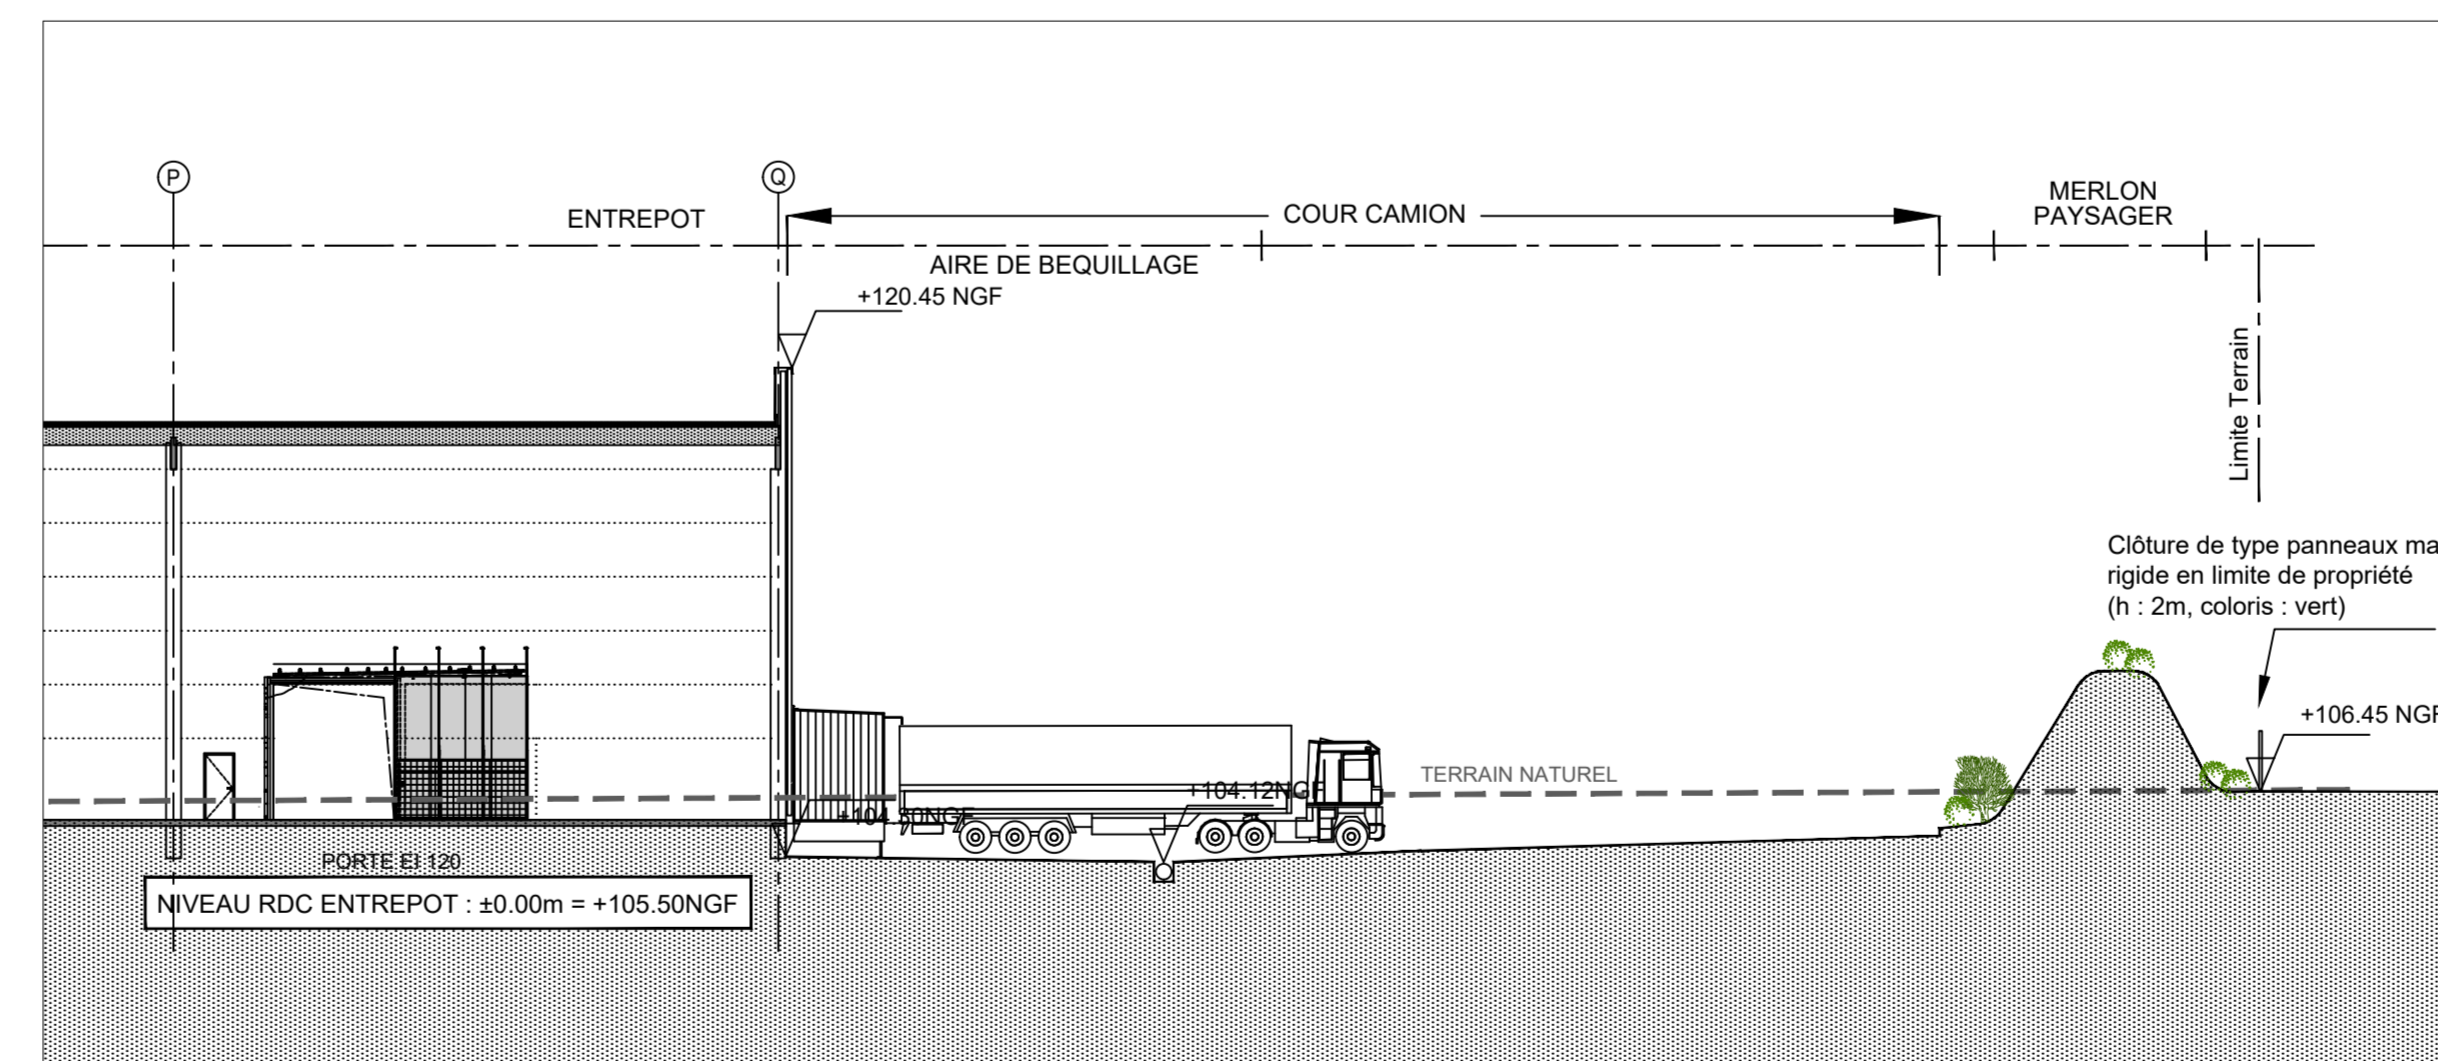 P
Q
MERLON
PAYSAGER
ENTREPOT
COUR CAMION
AIRE DE BEQUILLAGE
+120.45 NGF
Limite Terrain
Clôture de type panneaux ma
rigide en limite de propriété
(h : 2m, coloris : vert)
+106.45 NGF
TERRAIN NATUREL
+104.12NGF
+104.30NGF
PORTE EI 120
NIVEAU RDC ENTREPOT : ±0.00m = +105.50NGF